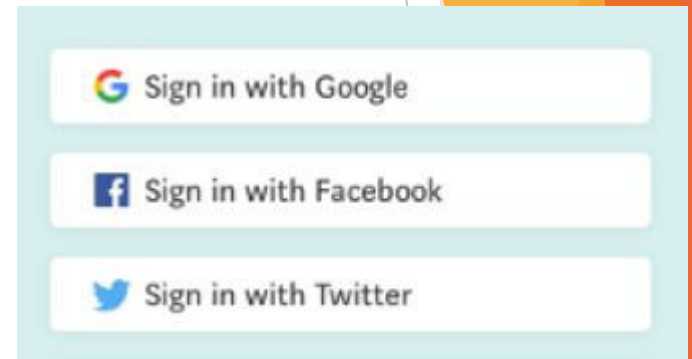 Sign in with Google
Sign in with Facebook
Sign in with Twitter